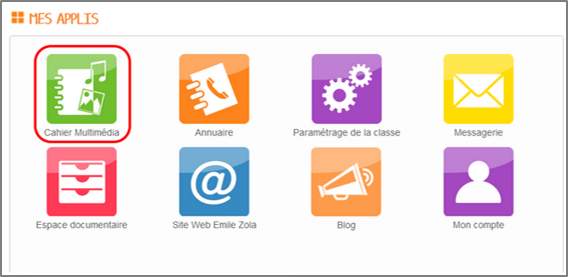 MES APPLIS
Cahier Multimédia
Annuaire
Paramétrage de la classe
Messagerie
Espace documentaire
Site Web Emile Zola
Blog
Mon compte